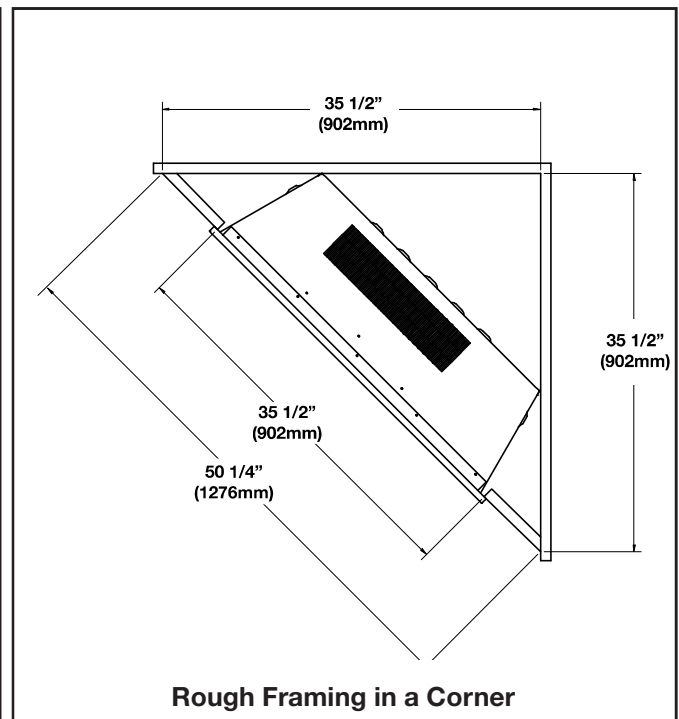 35 1/2”
(902mm)
35 1/2”
(902mm)
35 1/2”
(902mm)
50 1/4”
(1276mm)
Rough Framing in a Corner